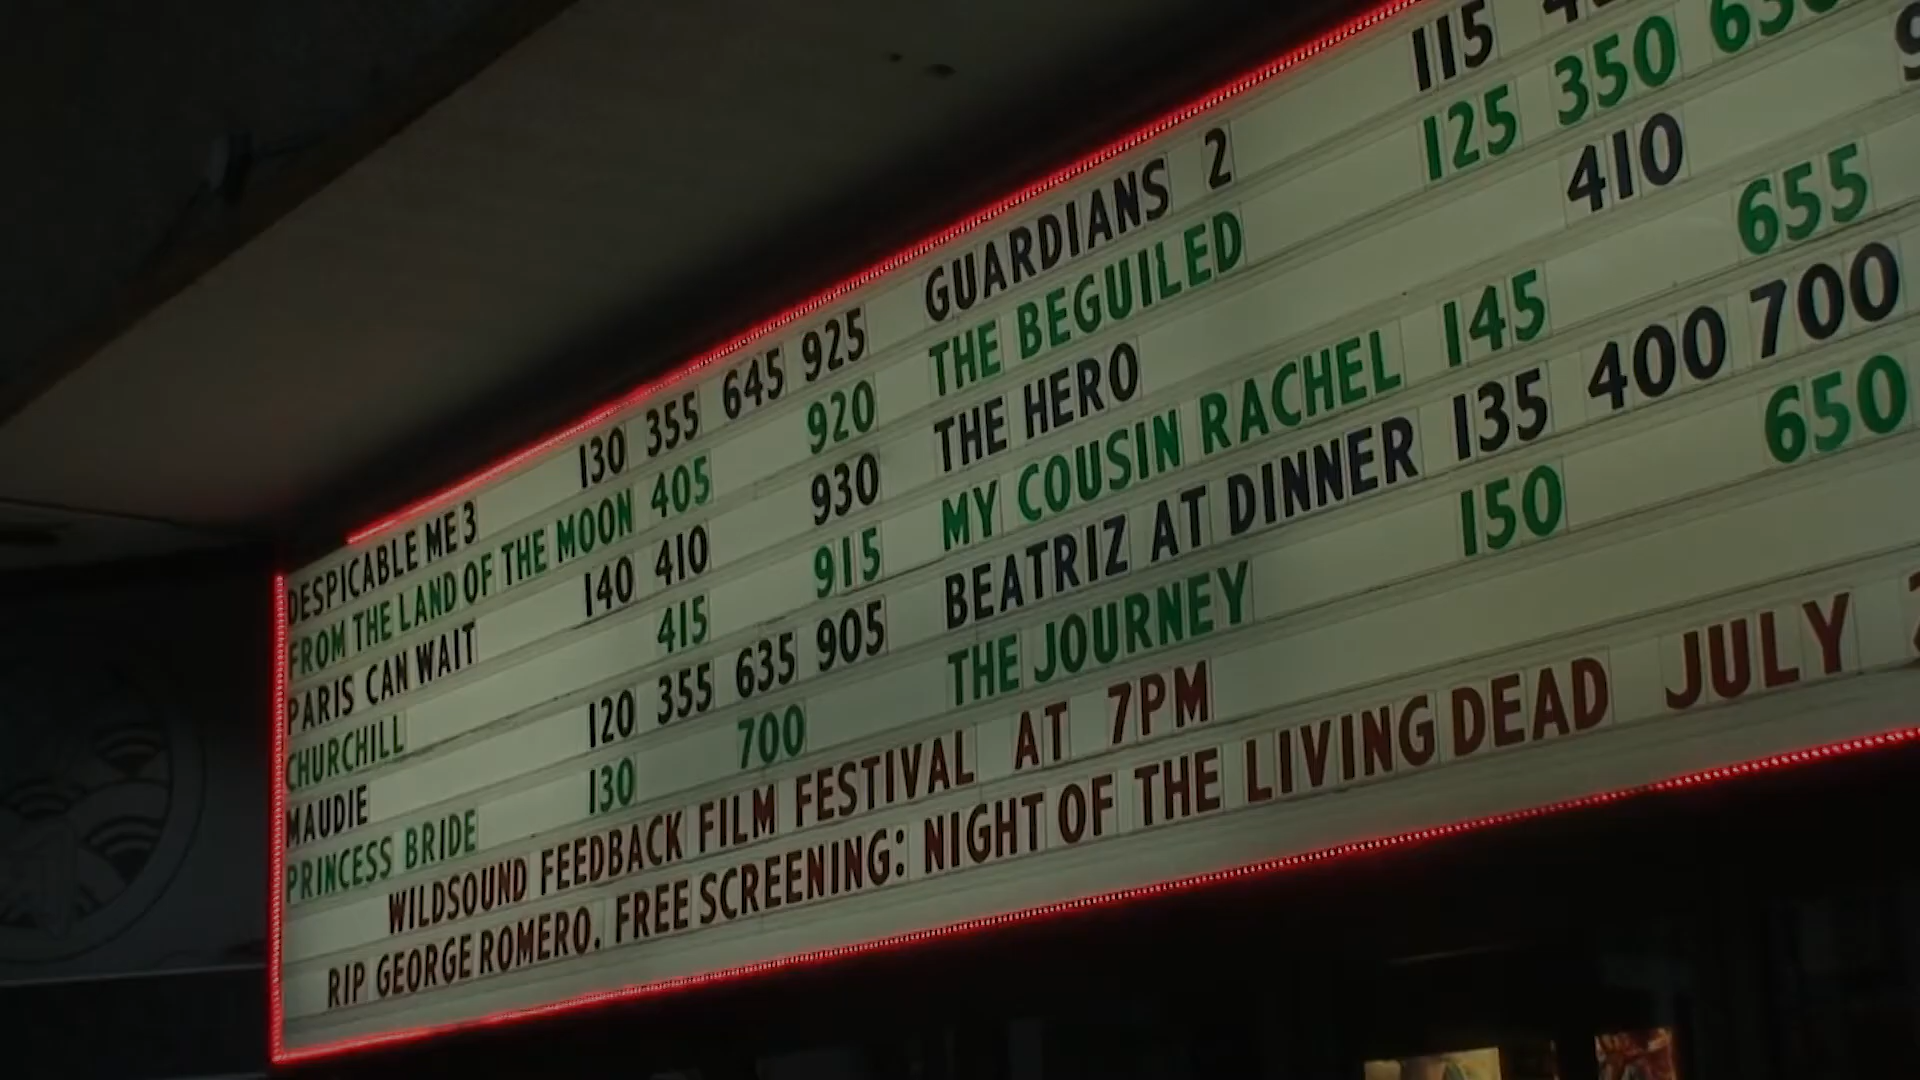 DESPICABLE ME 3 130 355 645 925
FROM THE LAND OF THE MOON 405 920
PARIS CAN WAIT 140 410 930
CHURCHILL 415 915
MAUDIE 120 355 635 905
PRINCESS BRIDE 130 700
GUARDIANS 2 115
THE BEGUILED 125 350
THE HERO 410
MY COUSIN RACHEL 145 655
BEATRIZ AT DINNER 135 400 700
THE JOURNEY 150 650
WILDSOUND FEEDBACK FILM FESTIVAL AT 7PM
RIP GEORGE ROMERO. FREE SCREENING: NIGHT OF THE LIVING DEAD JULY